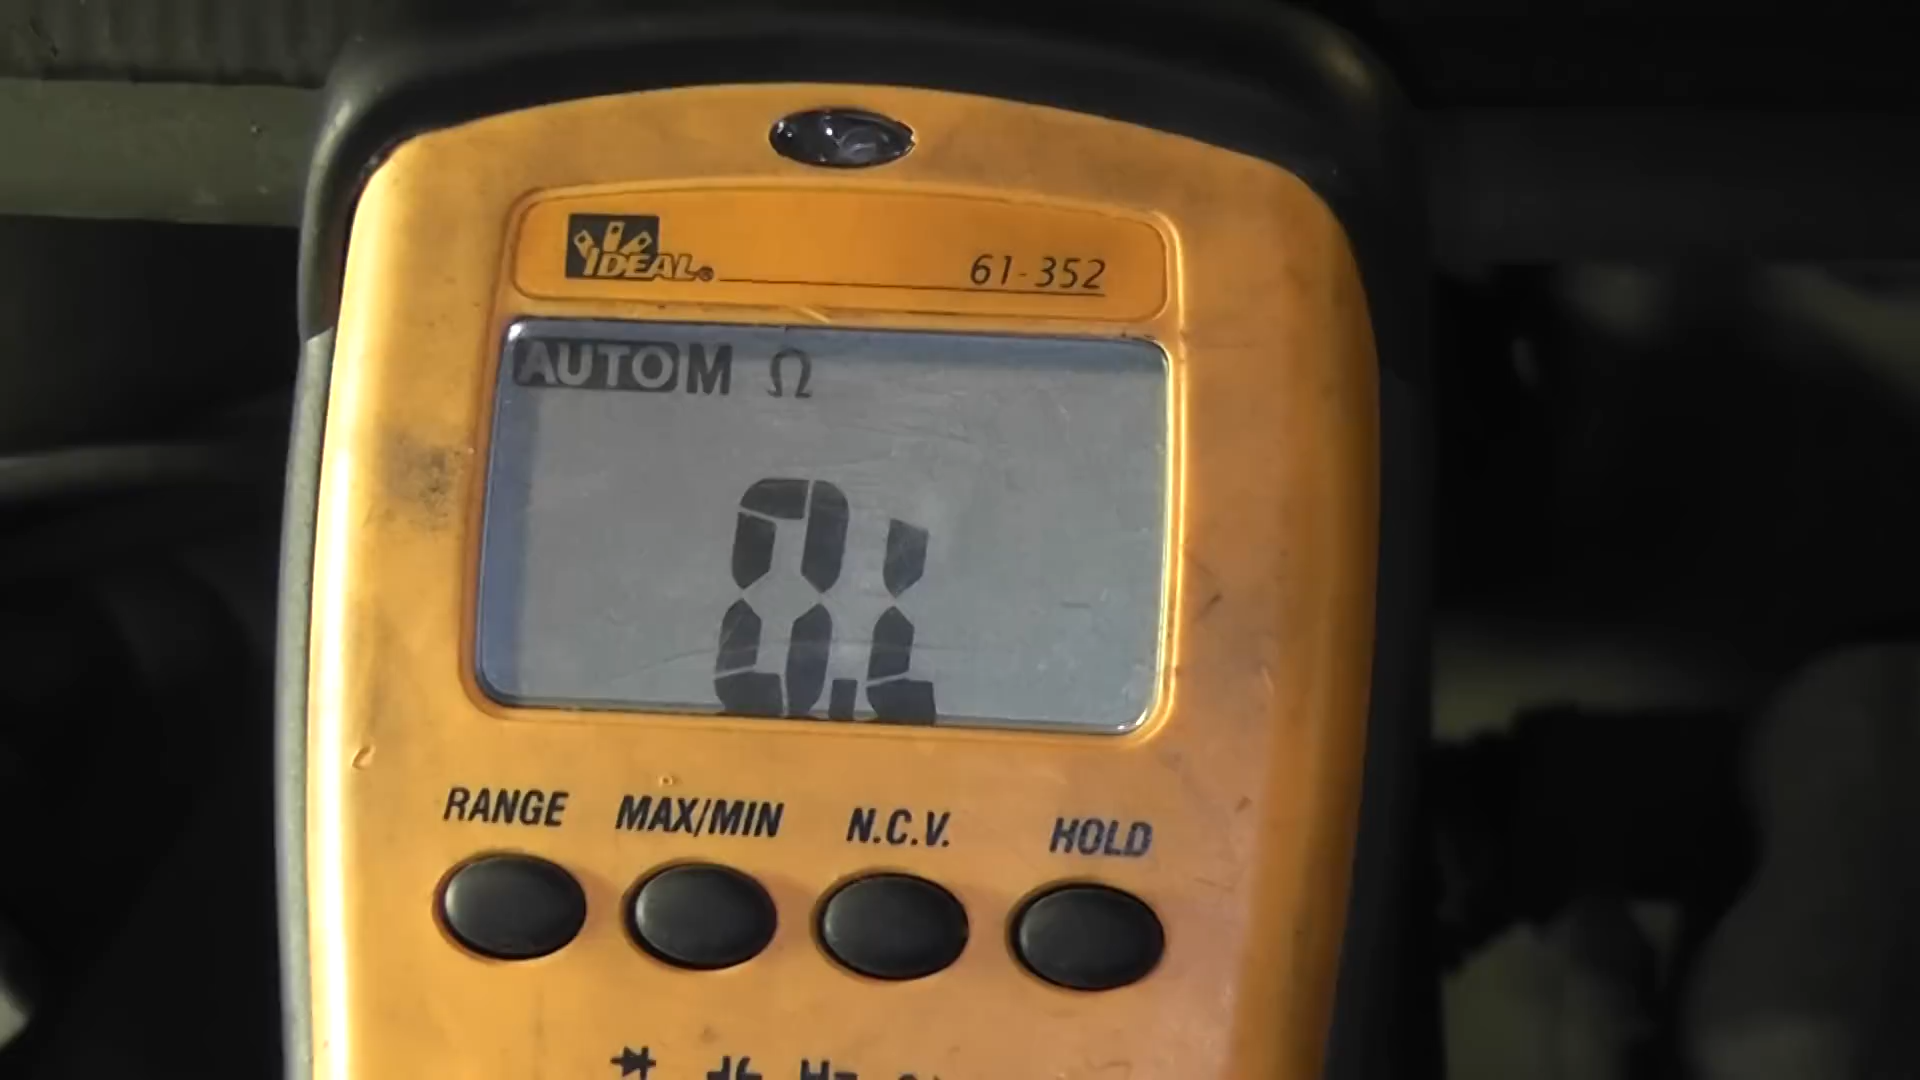 IDEAL® 61-352
AUTO M Ω
0.L
RANGE MAX/MIN N.C.V. HOLD